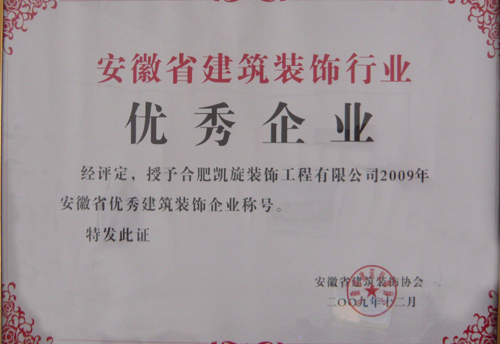 安徽省建筑装饰行业
优秀企业
经评定，授予合肥凯旋装饰工程有限公司2009年
安徽省优秀建筑装饰企业称号。
特发此证
安徽省建筑装饰协会
二〇〇九年十二月